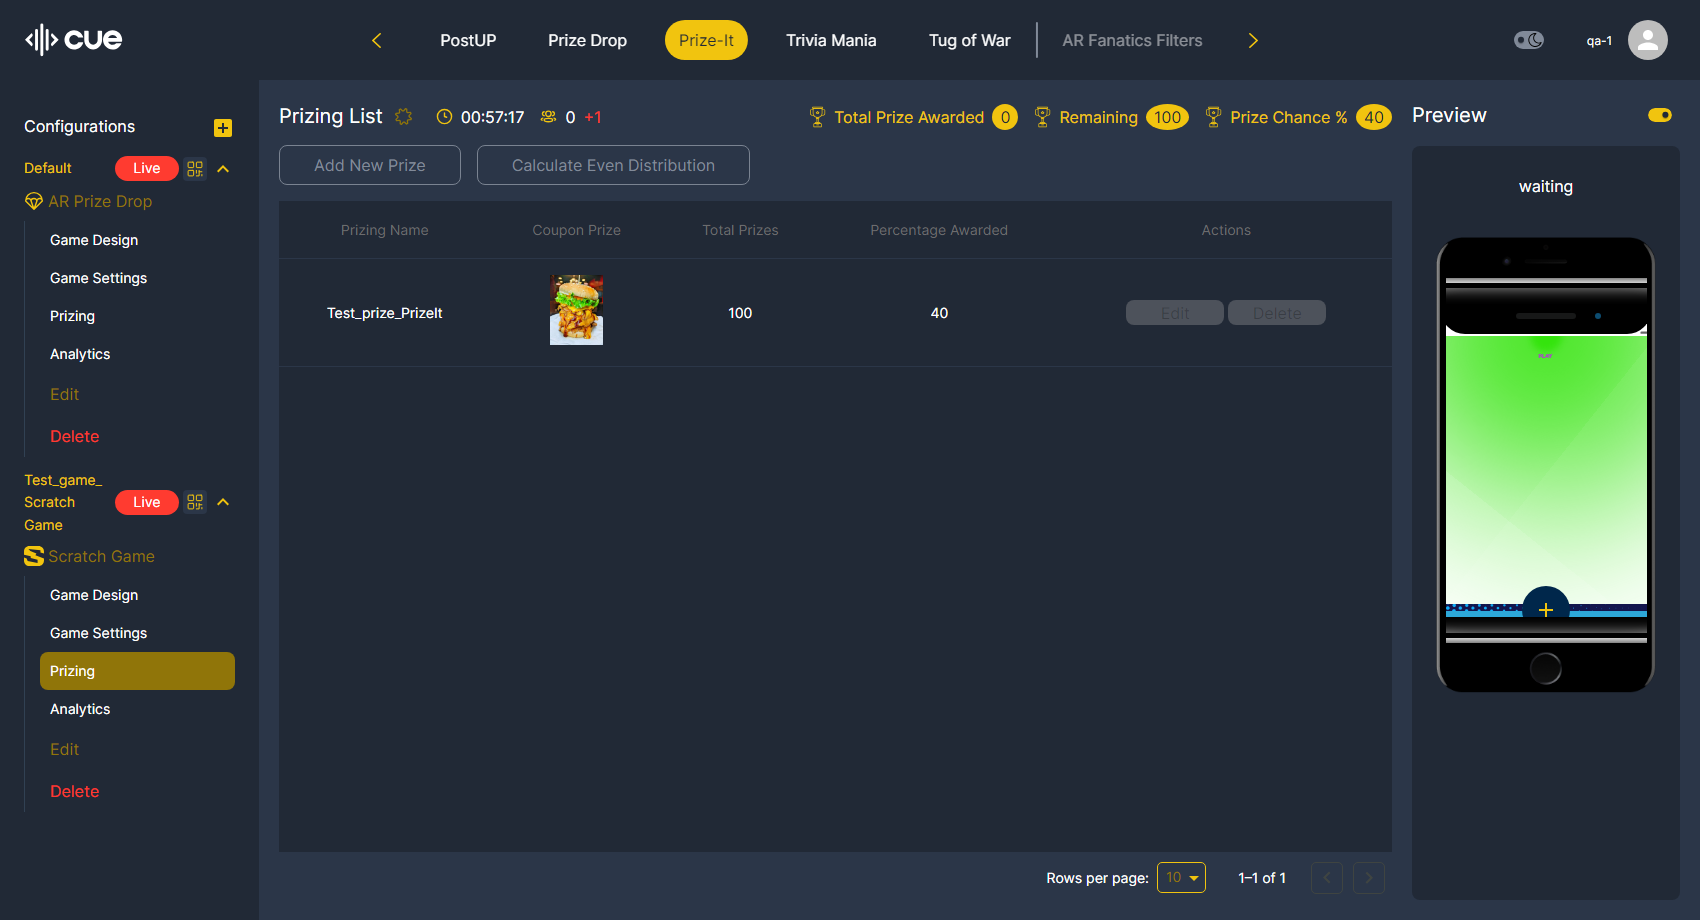 cue
PostUP
Prize Drop
Prize-It
Trivia Mania
Tug of War
AR Fanatics Filters
qa-1
Configurations
Default
Live
AR Prize Drop
Game Design
Game Settings
Prizing
Analytics
Edit
Delete
Test_game_
Scratch
Game
Live
Scratch Game
Game Design
Game Settings
Prizing
Analytics
Edit
Delete
Prizing List
00:57:17
0 +1
Total Prize Awarded 0
Remaining 100
Prize Chance % 40
Add New Prize
Calculate Even Distribution
Prizing Name
Coupon Prize
Total Prizes
Percentage Awarded
Actions
Test_prize_PrizeIt
100
40
Edit
Delete
Rows per page: 10
1–1 of 1
Preview
waiting
PLAY